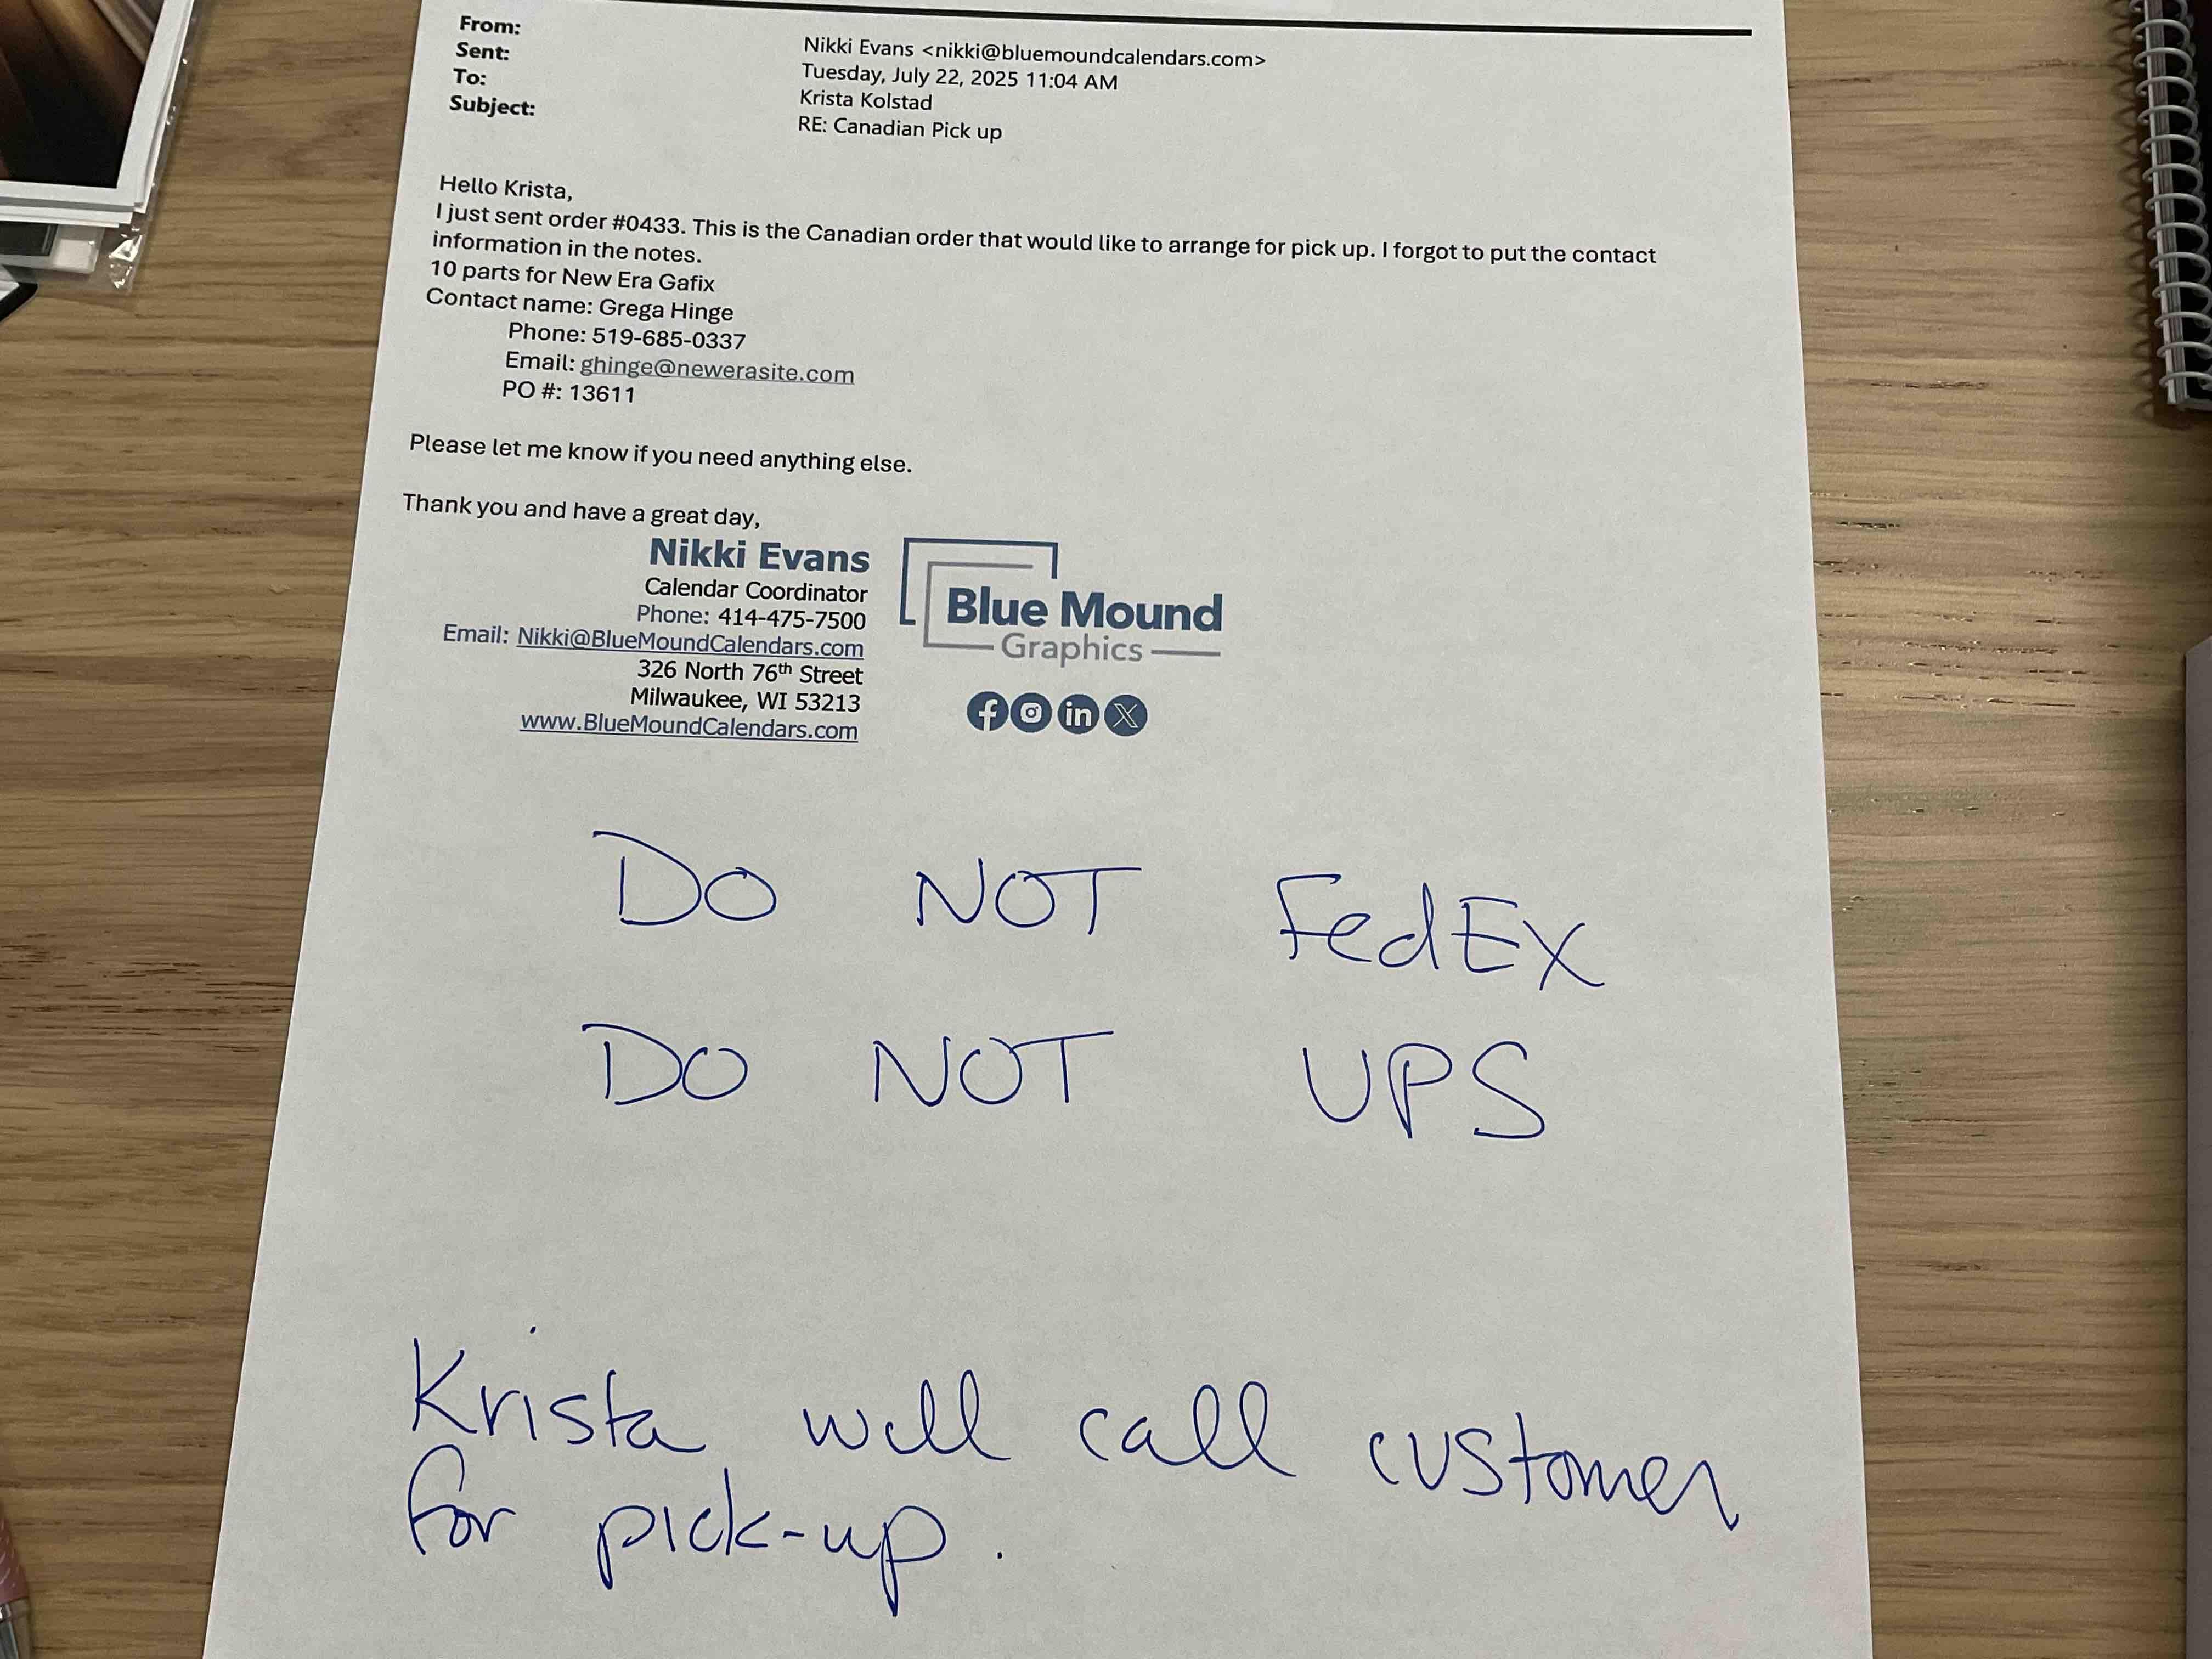 From: Nikki Evans <nikki@bluemoundcalendars.com>
Sent: Tuesday, July 22, 2025 11:04 AM
To: Krista Kolstad
Subject: RE: Canadian Pick up
Hello Krista,
I just sent order #0433. This is the Canadian order that would like to arrange for pick up. I forgot to put the contact
information in the notes.
10 parts for New Era Gafix
Contact name: Grega Hinge
Phone: 519-685-0337
Email: ghinge@newerasite.com
PO #: 13611
Please let me know if you need anything else.
Thank you and have a great day,
Nikki Evans
Calendar Coordinator
Phone: 414-475-7500
Email: Nikki@BlueMoundCalendars.com
326 North 76th Street
Milwaukee, WI 53213
www.BlueMoundCalendars.com
Blue Mound
Graphics
DO NOT FedEx
DO NOT UPS
Krista will call customer
for pick-up.